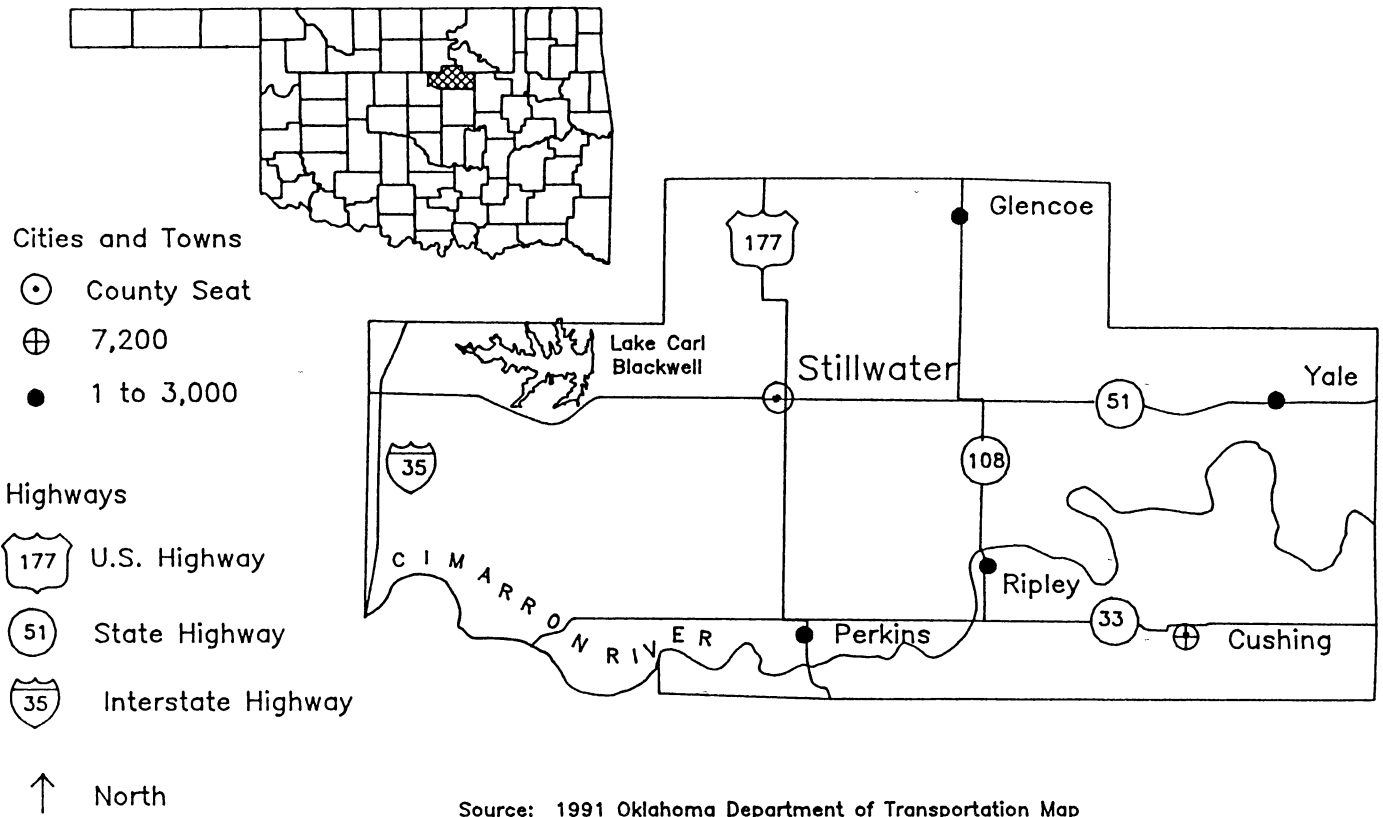 Cities and Towns
County Seat
7,200
1 to 3,000
Highways
177 U.S. Highway
51 State Highway
35 Interstate Highway
North
177
Glencoe
Lake Carl
Blackwell
Stillwater
51
Yale
35
108
CIMARRON RIVER
Ripley
33
Perkins
Cushing
Source: 1991 Oklahoma Department of Transportation Map